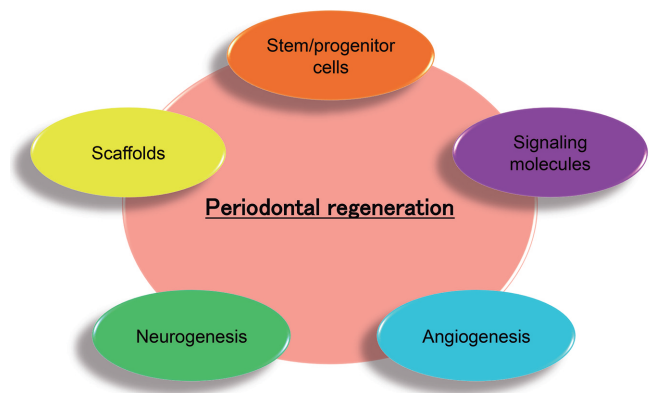 Stem/progenitor
cells
Scaffolds
Signaling
molecules
Periodontal regeneration
Neurogenesis
Angiogenesis